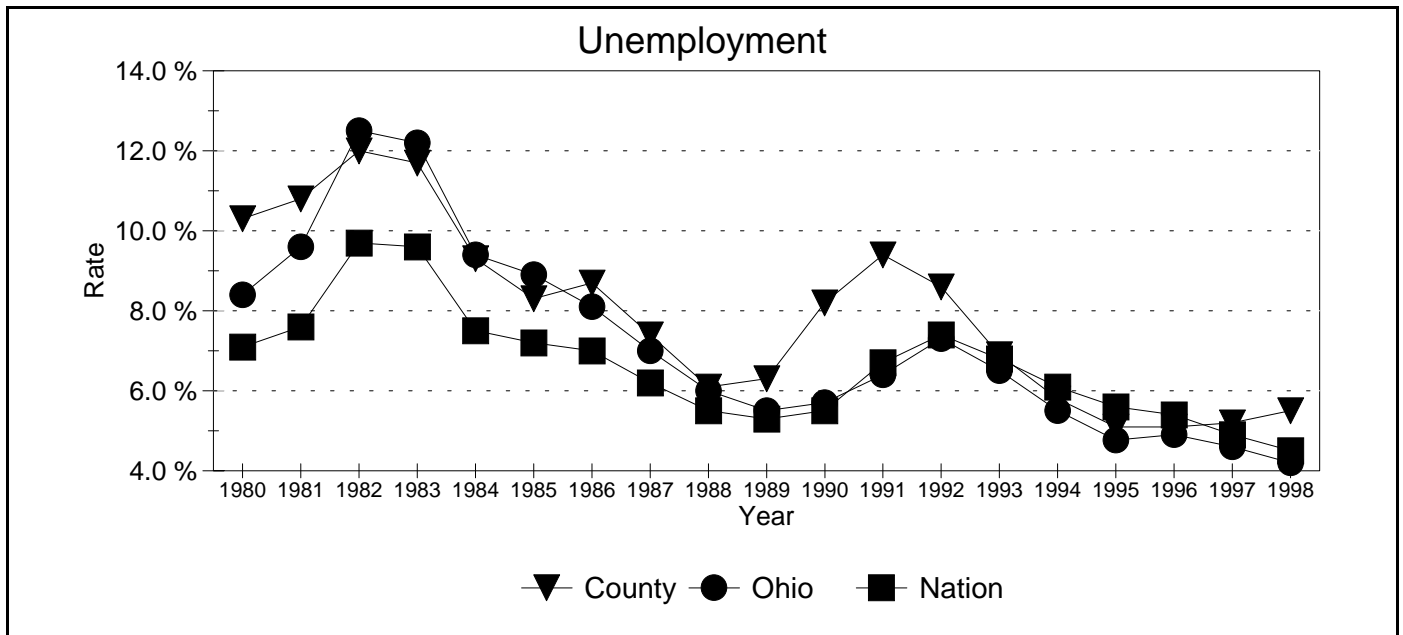 Unemployment
14.0 %
12.0 %
10.0 %
8.0 %
6.0 %
4.0 %
Rate
1980 1981 1982 1983 1984 1985 1986 1987 1988 1989 1990 1991 1992 1993 1994 1995 1996 1997 1998
Year
County Ohio Nation